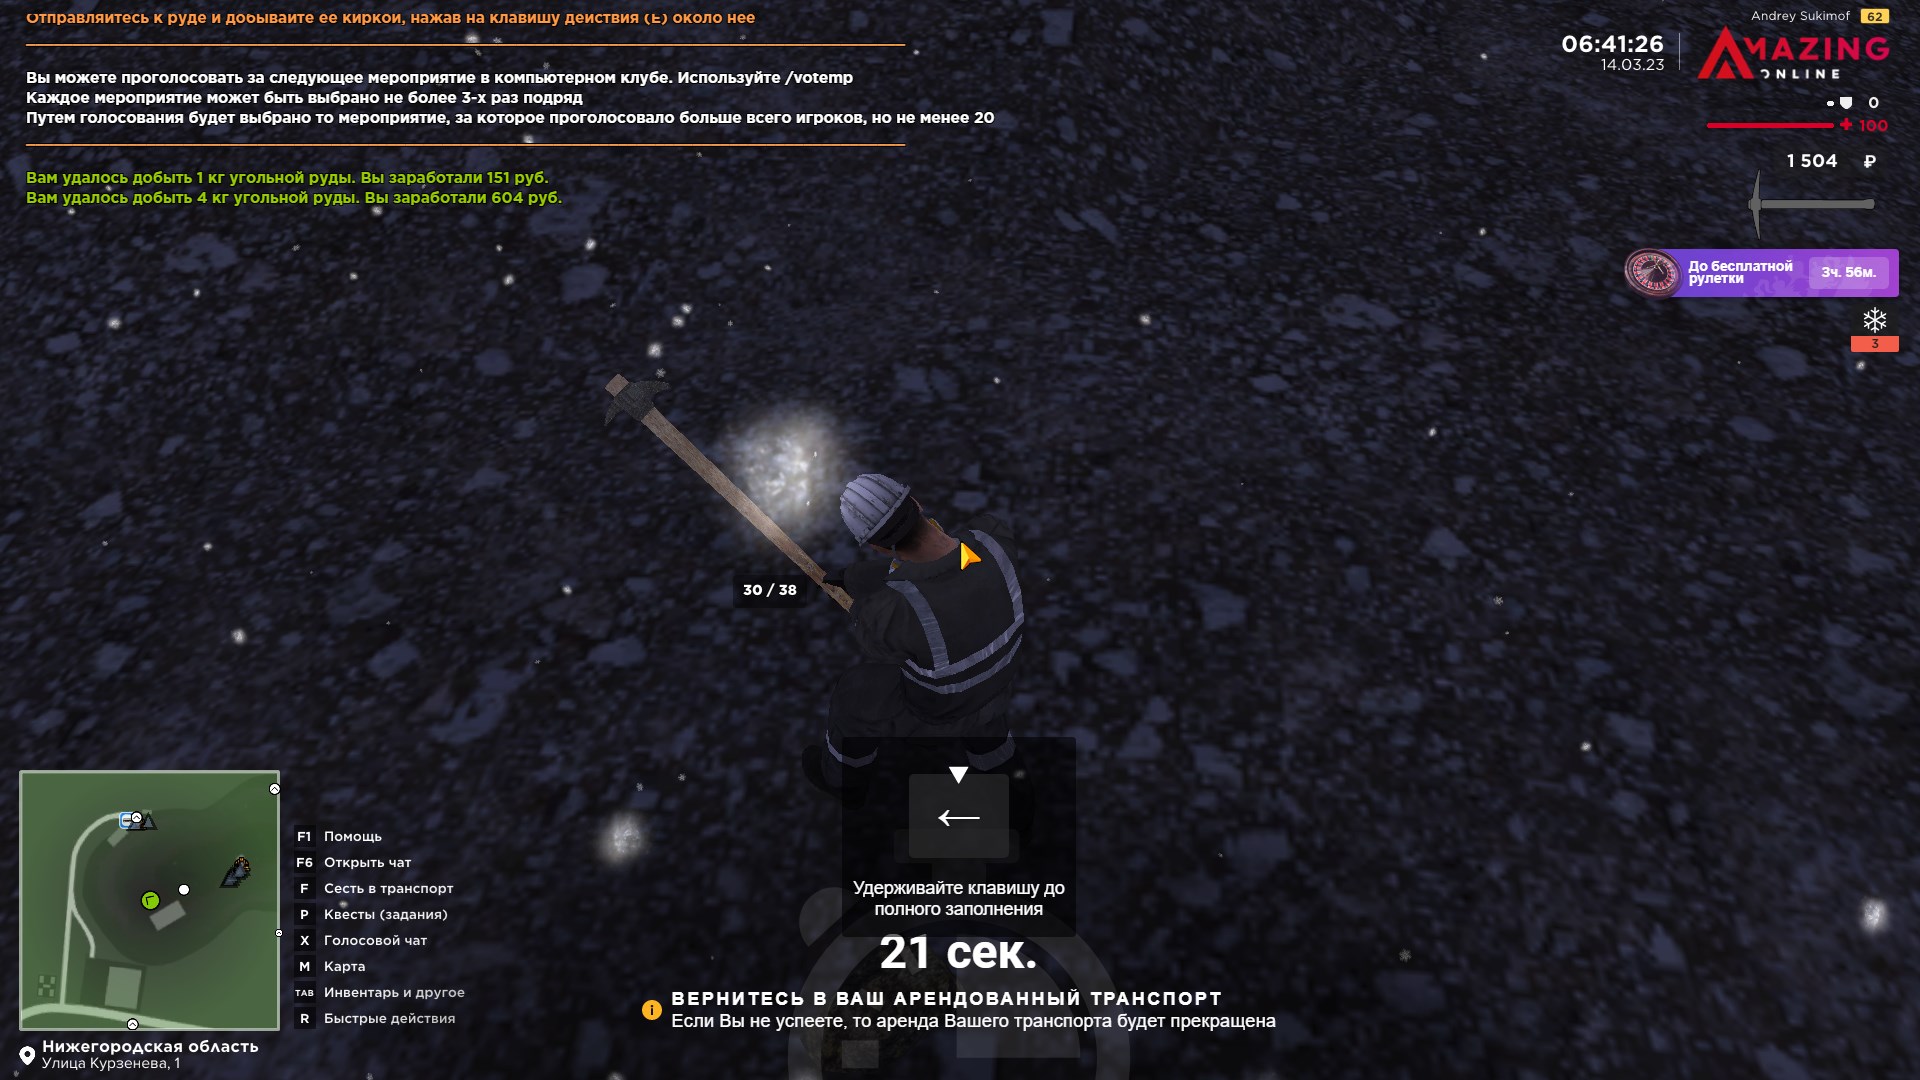 Отправляйтесь к руде и добывайте ее киркой, нажав на клавишу действия (E) около нее
Вы можете проголосовать за следующее мероприятие в компьютерном клубе. Используйте /votemp
Каждое мероприятие может быть выбрано не более 3-х раз подряд
Путем голосования будет выбрано то мероприятие, за которое проголосовало больше всего игроков, но не менее 20
Вам удалось добыть 1 кг угольной руды. Вы заработали 151 руб.
Вам удалось добыть 4 кг угольной руды. Вы заработали 604 руб.
Andrey Sukimof 62
06:41:26
14.03.23
AMAZING
ONLINE
0
100
1 504 ₽
До бесплатной
рулетки
3ч. 56м.
3
30 / 38
Удерживайте клавишу до
полного заполнения
21 сек.
ВЕРНИТЕСЬ В ВАШ АРЕНДОВАННЫЙ ТРАНСПОРТ
Если Вы не успеете, то аренда Вашего транспорта будет прекращена
F1 Помощь
F6 Открыть чат
F Сесть в транспорт
P Квесты (задания)
X Голосовой чат
M Карта
TAB Инвентарь и другое
R Быстрые действия
Нижегородская область
Улица Курзенева, 1